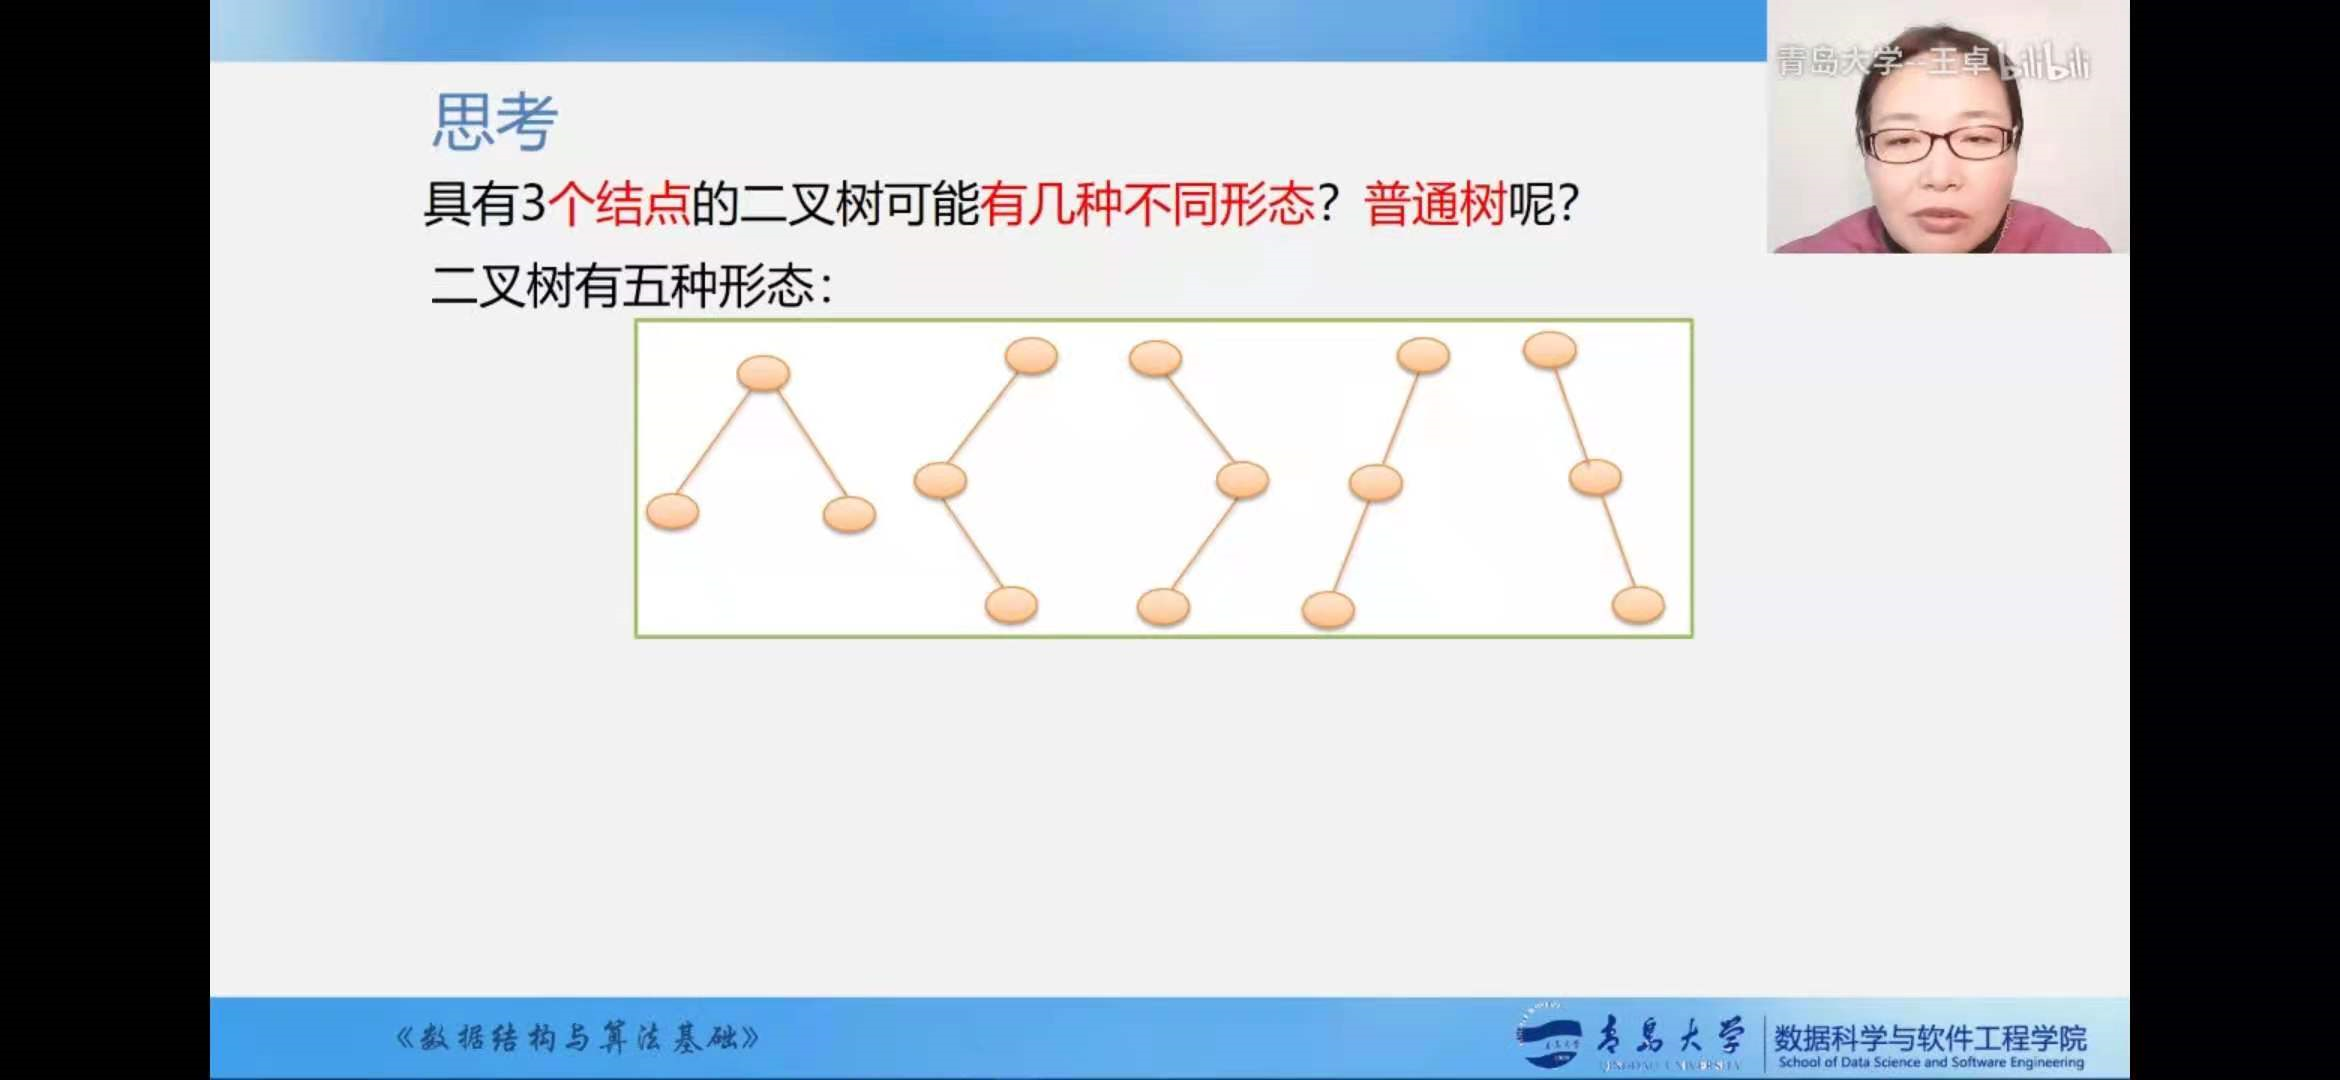 青岛大学--王卓 bilibili
思考
具有3个结点的二叉树可能有几种不同形态？普通树呢？
二叉树有五种形态：
《数据结构与算法基础》
青岛大学
QINGDAO UNIVERSITY
数据科学与软件工程学院
School of Data Science and Software Engineering